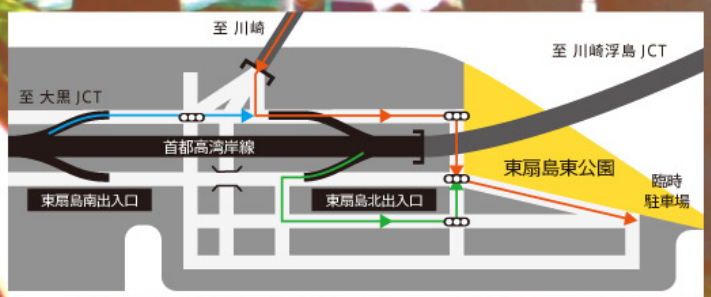 至 川崎
至 川崎浮島 JCT
至 大黒 JCT
首都高湾岸線
東扇島東公園
臨時
駐車場
東扇島南出入口
東扇島北出入口